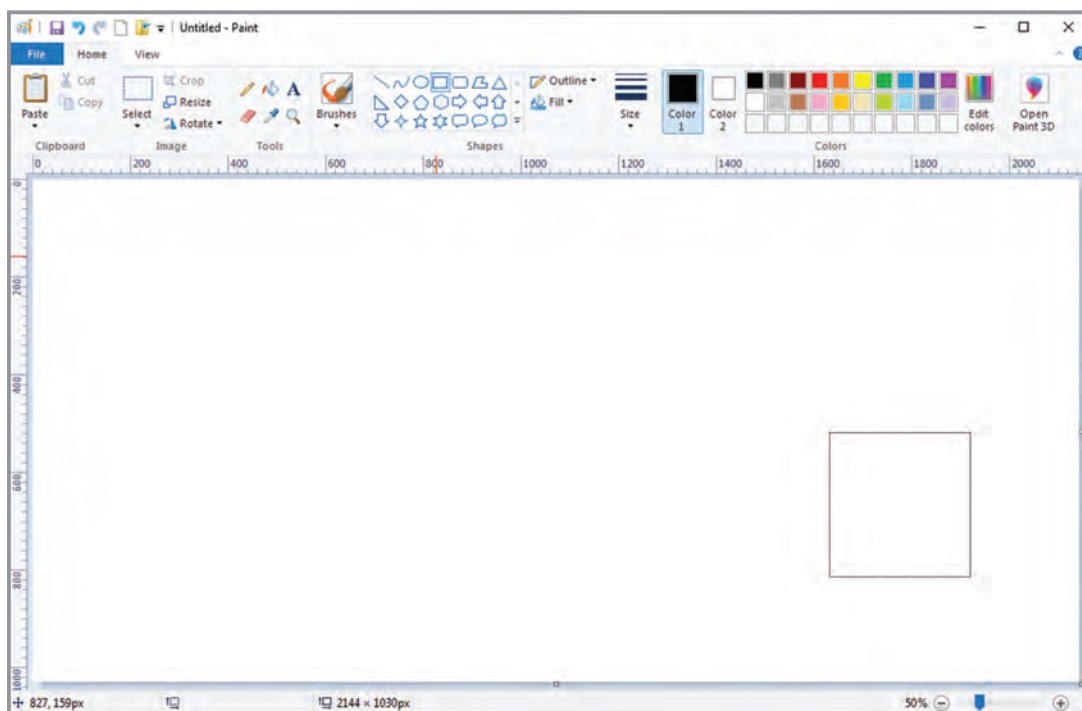 Untitled - Paint
File Home View
Paste
Cut
Copy
Select
Crop
Resize
Rotate
A
Brushes
Outline
Fill
Size
Color 1
Color 2
Edit colors
Open Paint 3D
Clipboard Image Tools Shapes Colors
0 200 400 600 800 1000 1200 1400 1600 1800 2000
0
200
400
600
800
1000
827, 159px 2144 × 1030px 50%